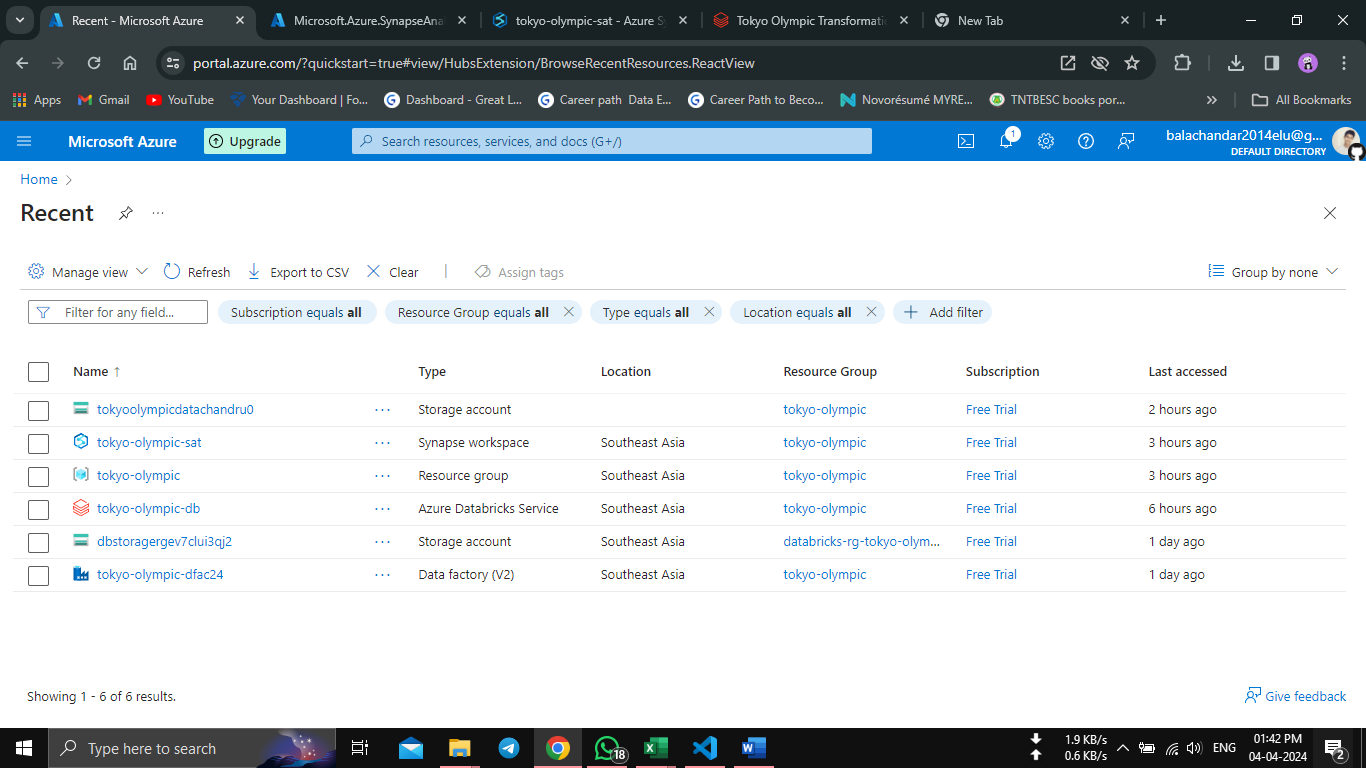 Recent - Microsoft Azure
Microsoft.Azure.SynapseAnal
tokyo-olympic-sat - Azure Sy
Tokyo Olympic Transformatio
New Tab
portal.azure.com/?quickstart=true#view/HubsExtension/BrowseRecentResources.ReactView
Apps
Gmail
YouTube
Your Dashboard | Fo...
Dashboard - Great L...
Career path Data E...
Career Path to Beco...
Novorésumé MYRE...
TNTBESC books por...
All Bookmarks
Microsoft Azure
Upgrade
Search resources, services, and docs (G+/)
1
balachandar2014elu@g...
DEFAULT DIRECTORY
Home
Recent
Manage view
Refresh
Export to CSV
Clear
Assign tags
Group by none
Filter for any field...
Subscription equals all
Resource Group equals all
Type equals all
Location equals all
Add filter
Name ↑ Type Location Resource Group Subscription Last accessed
tokyoolympicdatachandru0 ··· Storage account tokyo-olympic Free Trial 2 hours ago
tokyo-olympic-sat ··· Synapse workspace Southeast Asia tokyo-olympic Free Trial 3 hours ago
tokyo-olympic ··· Resource group Southeast Asia tokyo-olympic Free Trial 3 hours ago
tokyo-olympic-db ··· Azure Databricks Service Southeast Asia tokyo-olympic Free Trial 6 hours ago
dbstoragergev7clui3qj2 ··· Storage account Southeast Asia databricks-rg-tokyo-olym... Free Trial 1 day ago
tokyo-olympic-dfac24 ··· Data factory (V2) Southeast Asia tokyo-olympic Free Trial 1 day ago
Showing 1 - 6 of 6 results.
Give feedback
Type here to search
18
1.9 KB/s
0.6 KB/s
ENG
01:42 PM
04-04-2024
2